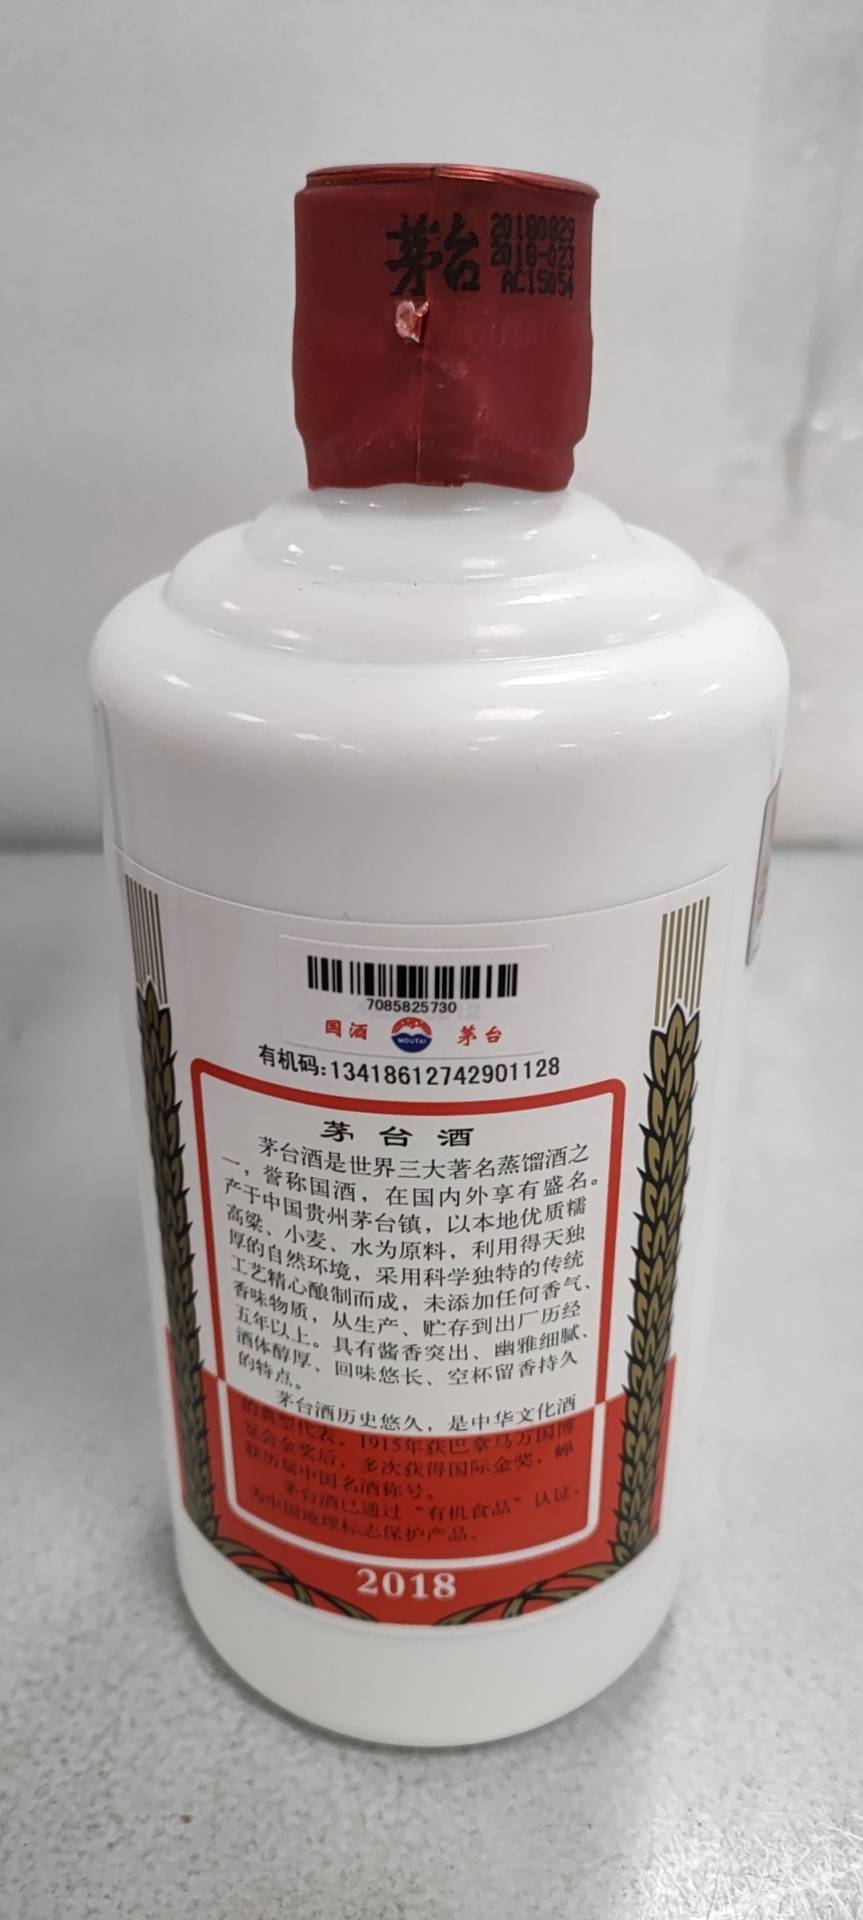 茅台
20180829
2018-023
AC15054
7085825730
国酒 MOUTAI 茅台
有机码:13418612742901128
茅台酒
茅台酒是世界三大著名蒸馏酒之
一，誉称国酒，在国内外享有盛名。
产于中国贵州茅台镇，以本地优质糯
高粱、小麦、水为原料，利用得天独
厚的自然环境，采用科学独特的传统
工艺精心酿制而成，未添加任何香气、
香味物质，从生产、贮存到出厂历经
五年以上。具有酱香突出、幽雅细腻、
酒体醇厚、回味悠长、空杯留香持久
的特点。
茅台酒历史悠久，是中华文化酒
的典型代表。1915年获巴拿马万国博
览会金奖后，多次获得国际金奖，蝉
联历届中国名酒称号。
茅台酒已通过“有机食品”认证，
为中国地理标志保护产品。
2018